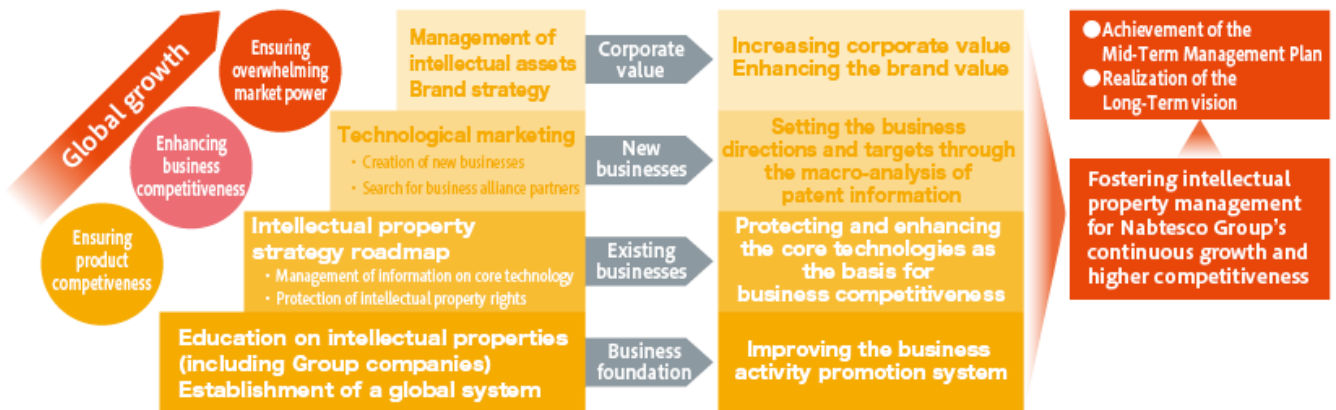 Global growth
Ensuring
overwhelming
market power
Enhancing
business
competitiveness
Ensuring
product
competitiveness
Management of
intellectual assets
Brand strategy
Corporate
value
Increasing corporate value
Enhancing the brand value
Technological marketing
・Creation of new businesses
・Search for business alliance partners
New
businesses
Setting the business
directions and targets through
the macro-analysis of
patent information
Intellectual property
strategy roadmap
・Management of information on core technology
・Protection of intellectual property rights
Existing
businesses
Protecting and enhancing
the core technologies as
the basis for
business competitiveness
Education on intellectual properties
(including Group companies)
Establishment of a global system
Business
foundation
Improving the business
activity promotion system
●Achievement of the
Mid-Term Management Plan
●Realization of the
Long-Term vision
Fostering intellectual
property management
for Nabtesco Group’s
continuous growth and
higher competitiveness